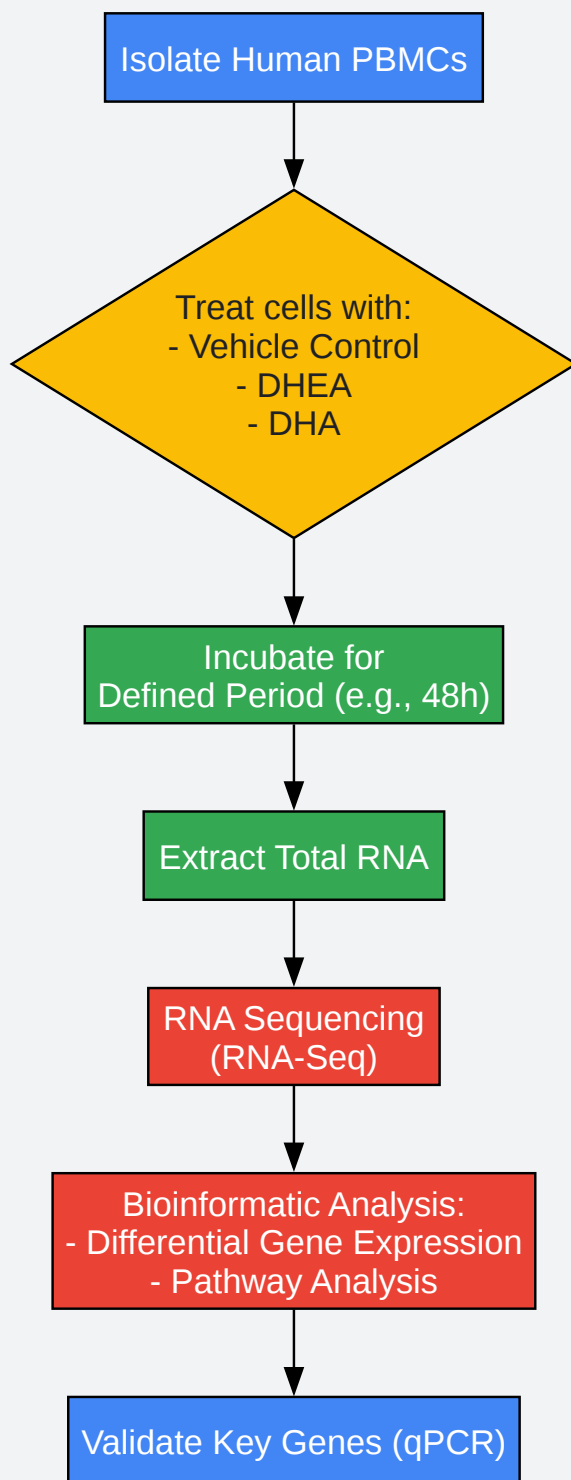 Isolate Human PBMCs
Treat cells with:
- Vehicle Control
- DHEA
- DHA
Incubate for
Defined Period (e.g., 48h)
Extract Total RNA
RNA Sequencing
(RNA-Seq)
Bioinformatic Analysis:
- Differential Gene Expression
- Pathway Analysis
Validate Key Genes (qPCR)